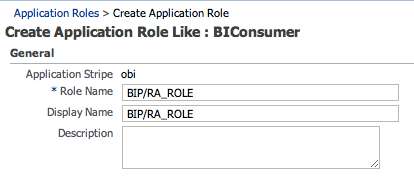 Application Roles > Create Application Role
Create Application Role Like : BIConsumer
General
Application Stripe obi
* Role Name BIP/RA_ROLE
Display Name BIP/RA_ROLE
Description